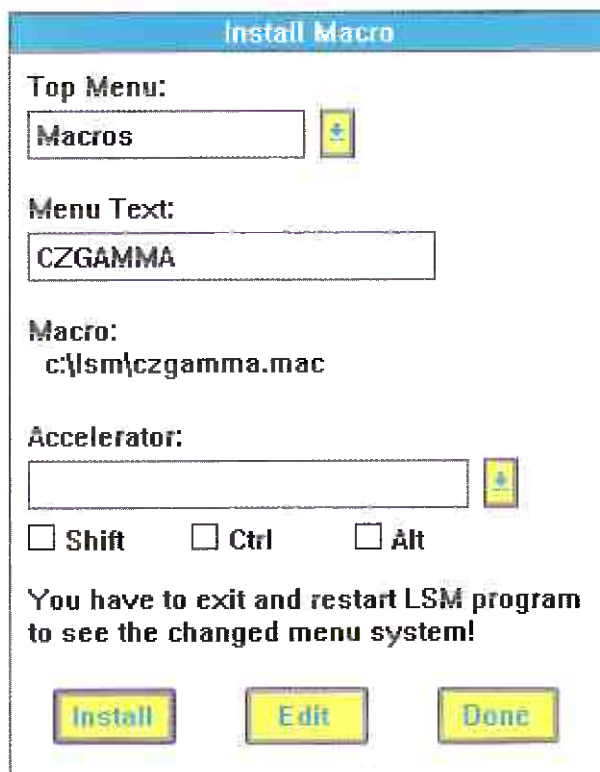 Install Macro
Top Menu:
Macros
Menu Text:
CZGAMMA
Macro:
c:\lsm\czgamma.mac
Accelerator:
Shift Ctrl Alt
You have to exit and restart LSM program
to see the changed menu system!
Install Edit Done